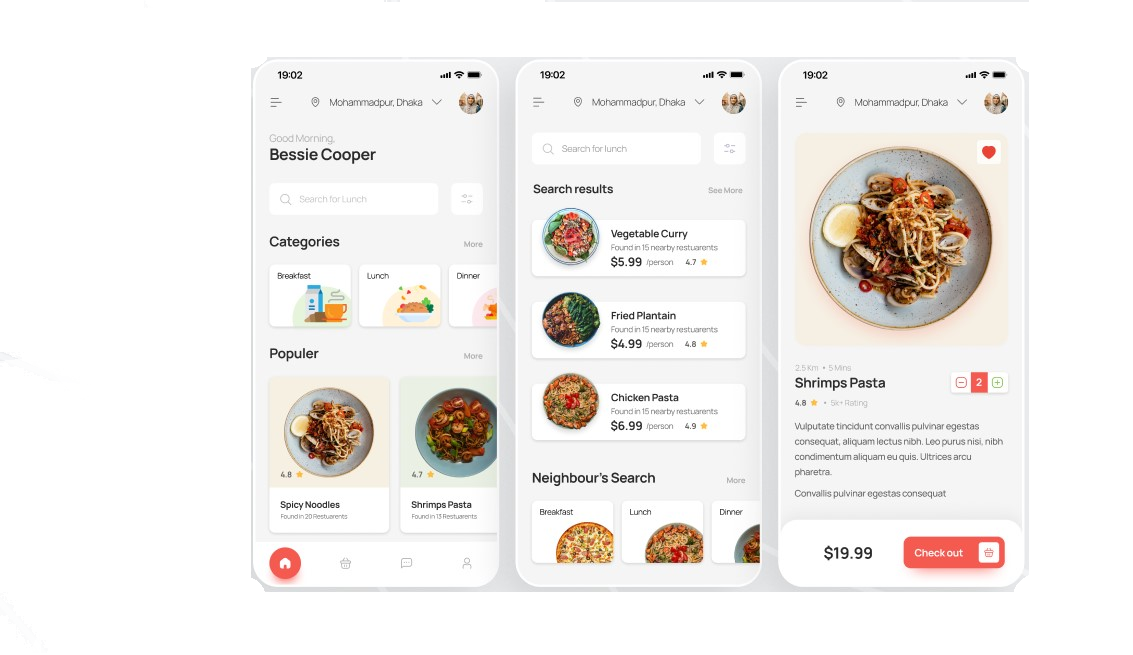 19:02
Mohammadpur, Dhaka
Good Morning,
Bessie Cooper
Search for Lunch
Categories
More
Breakfast
Lunch
Dinner
Populer
More
4.8
4.7
Spicy Noodles
Found in 20 Restuarents
Shrimps Pasta
Found in 13 Restuarents
19:02
Mohammadpur, Dhaka
Search for lunch
Search results
See More
Vegetable Curry
Found in 15 nearby restuarents
$5.99 /person 4.7
Fried Plantain
Found in 15 nearby restuarents
$4.99 /person 4.8
Chicken Pasta
Found in 15 nearby restuarents
$6.99 /person 4.9
Neighbour's Search
More
Breakfast
Lunch
Dinner
19:02
Mohammadpur, Dhaka
2.5 Km • 5 Mins
Shrimps Pasta
2
4.8 • 5k+ Rating
Vulputate tincidunt convallis pulvinar egestas
consequat, aliquam lectus nibh. Leo purus nisi, nibh
condimentum aliquam eu quis. Ultrices arcu
pharetra.
Convallis pulvinar egestas consequat
$19.99
Check out